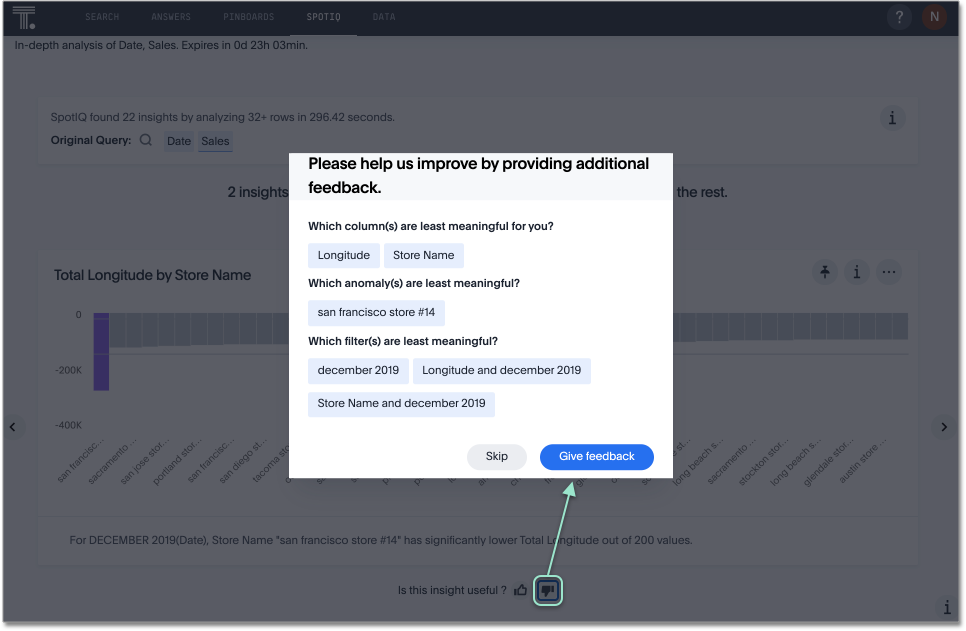 SEARCH ANSWERS PINBOARDS SPOTIQ DATA ? N
In-depth analysis of Date, Sales. Expires in 0d 23h 03min.
SpotIQ found 22 insights by analyzing 32+ rows in 296.42 seconds.
Original Query: Date Sales
2 insights the rest.
Please help us improve by providing additional
feedback.
Which column(s) are least meaningful for you?
Longitude Store Name
Which anomaly(s) are least meaningful?
san francisco store #14
Which filter(s) are least meaningful?
december 2019 Longitude and december 2019
Store Name and december 2019
Skip Give feedback
Total Longitude by Store Name
0
-200K
-400K
san francisc...
sacramento ...
san jose stor...
portland stor...
san francisc...
san diego st...
tacoma sto
long beach s...
sacramento ...
stockton stor...
long beach s...
glendale stor...
austin store ...
For DECEMBER 2019(Date), Store Name "san francisco store #14" has significantly lower Total Longitude out of 200 values.
Is this insight useful ?